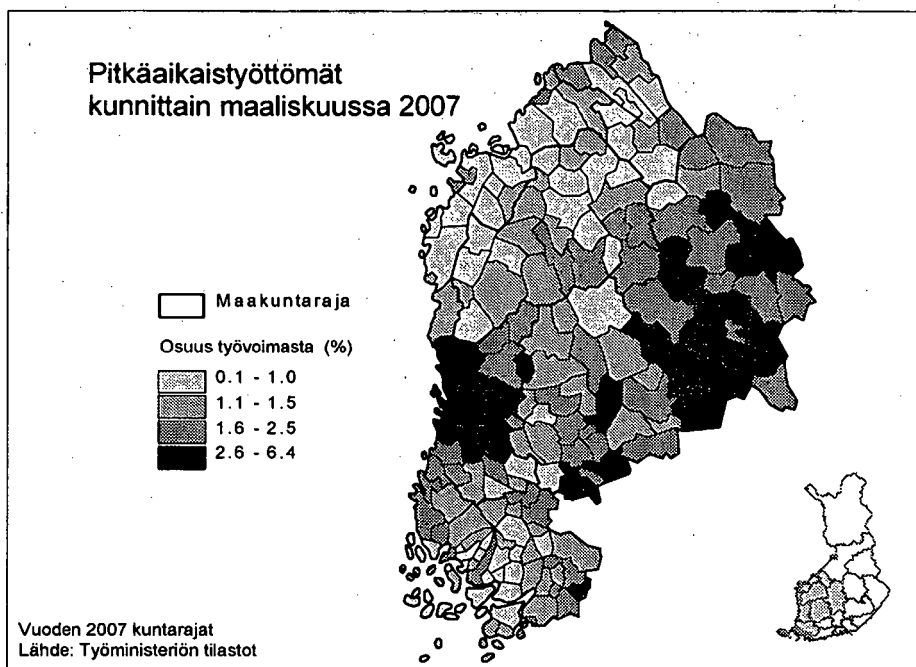 Pitkäaikaistyöttömät
kunnittain maaliskuussa 2007
Maakuntaraja
Osuus työvoimasta (%)
0.1 - 1.0
1.1 - 1.5
1.6 - 2.5
2.6 - 6.4
Vuoden 2007 kuntarajat
Lähde: Työministeriön tilastot